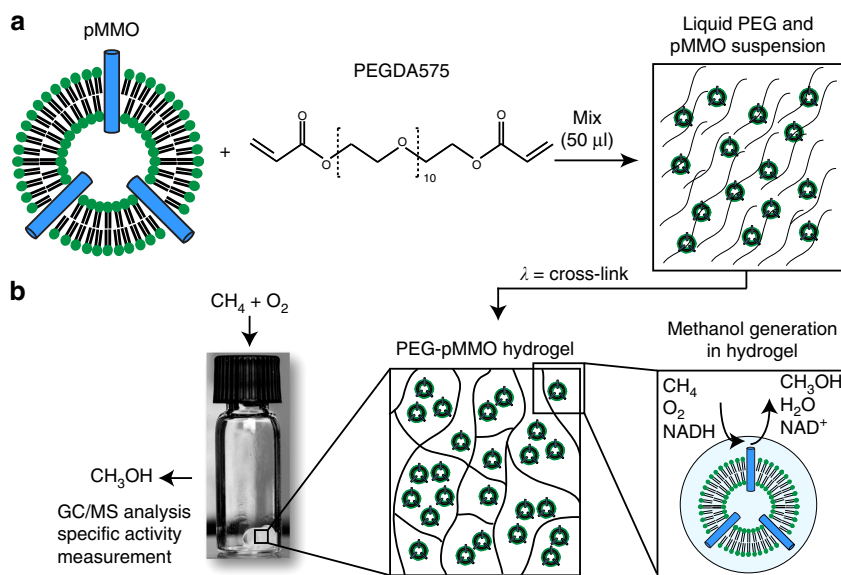 a
pMMO
+
PEGDA575
O
O
O
O
O
10
Mix
(50 µl)
Liquid PEG and
pMMO suspension
λ = cross-link
b
CH₄ + O₂
CH₃OH
GC/MS analysis
specific activity
measurement
PEG-pMMO hydrogel
Methanol generation
in hydrogel
CH₄
O₂
NADH
CH₃OH
H₂O
NAD⁺